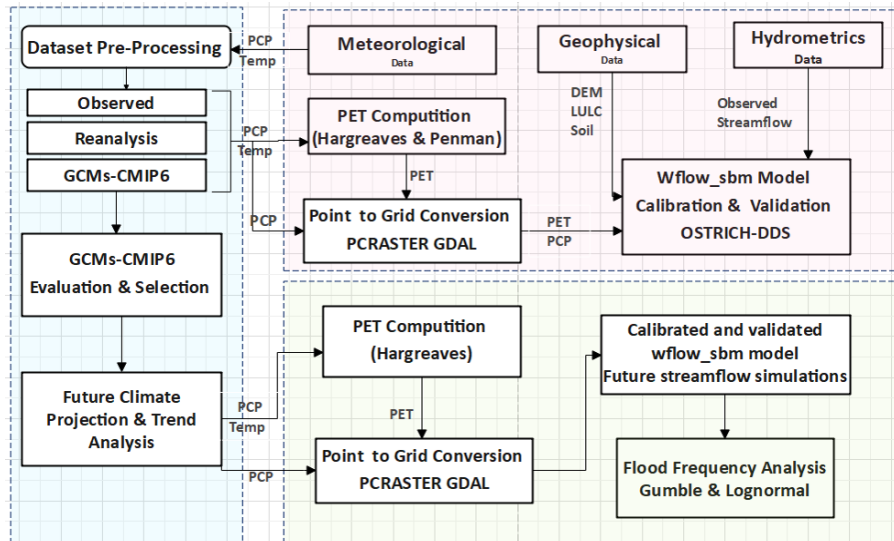 Dataset Pre-Processing
PCP
Temp
Meteorological
Data
Geophysical
Data
Hydrometrics
Data
Observed
Reanalysis
GCMs-CMIP6
PCP
Temp
PCP
PET Computition
(Hargreaves & Penman)
PET
Point to Grid Conversion
PCRASTER GDAL
DEM
LULC
Soil
Observed
Streamflow
PET
PCP
Wflow_sbm Model
Calibration & Validation
OSTRICH-DDS
GCMs-CMIP6
Evaluation & Selection
Future Climate
Projection & Trend
Analysis
PCP
Temp
PCP
PET Computition
(Hargreaves)
PET
Point to Grid Conversion
PCRASTER GDAL
Calibrated and validated
wflow_sbm model
Future streamflow simulations
Flood Frequency Analysis
Gumble & Lognormal